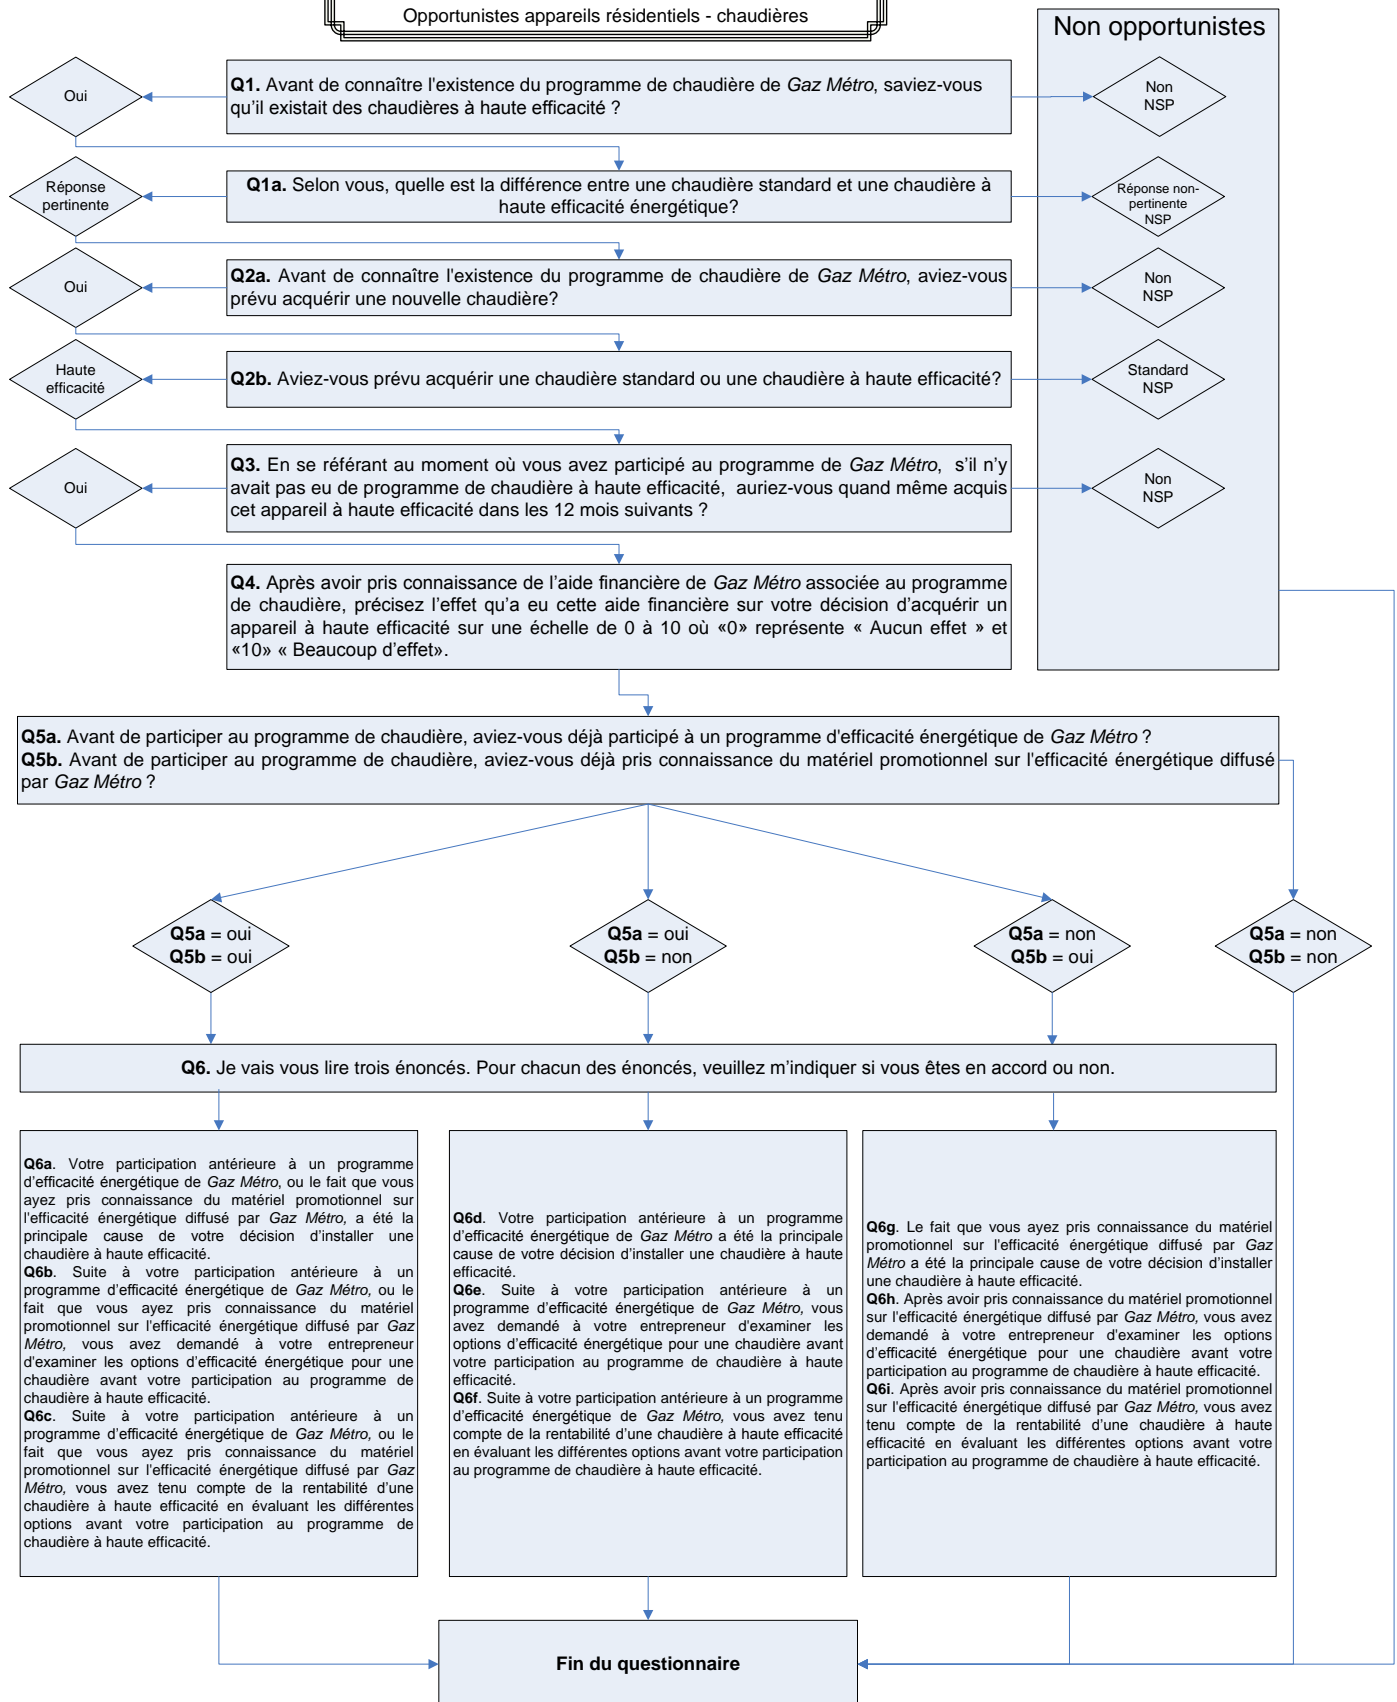 Opportunistes appareils résidentiels - chaudières
Non opportunistes
Oui
Q1. Avant de connaître l'existence du programme de chaudière de Gaz Métro, saviez-vous
qu'il existait des chaudières à haute efficacité ?
Non
NSP
Réponse
pertinente
Q1a. Selon vous, quelle est la différence entre une chaudière standard et une chaudière à
haute efficacité énergétique?
Réponse non-
pertinente
NSP
Oui
Q2a. Avant de connaître l'existence du programme de chaudière de Gaz Métro, aviez-vous
prévu acquérir une nouvelle chaudière?
Non
NSP
Haute
efficacité
Q2b. Aviez-vous prévu acquérir une chaudière standard ou une chaudière à haute efficacité?
Standard
NSP
Oui
Q3. En se référant au moment où vous avez participé au programme de Gaz Métro, s'il n'y
avait pas eu de programme de chaudière à haute efficacité, auriez-vous quand même acquis
cet appareil à haute efficacité dans les 12 mois suivants ?
Non
NSP
Q4. Après avoir pris connaissance de l'aide financière de Gaz Métro associée au programme
de chaudière, précisez l'effet qu'a eu cette aide financière sur votre décision d'acquérir un
appareil à haute efficacité sur une échelle de 0 à 10 où «0» représente « Aucun effet » et
«10» « Beaucoup d'effet».
Q5a. Avant de participer au programme de chaudière, aviez-vous déjà participé à un programme d'efficacité énergétique de Gaz Métro ?
Q5b. Avant de participer au programme de chaudière, aviez-vous déjà pris connaissance du matériel promotionnel sur l'efficacité énergétique diffusé
par Gaz Métro ?
Q5a = oui
Q5b = oui
Q5a = oui
Q5b = non
Q5a = non
Q5b = oui
Q5a = non
Q5b = non
Q6. Je vais vous lire trois énoncés. Pour chacun des énoncés, veuillez m'indiquer si vous êtes en accord ou non.
Q6a. Votre participation antérieure à un programme
d'efficacité énergétique de Gaz Métro, ou le fait que vous
ayez pris connaissance du matériel promotionnel sur
l'efficacité énergétique diffusé par Gaz Métro, a été la
principale cause de votre décision d'installer une
chaudière à haute efficacité.
Q6b. Suite à votre participation antérieure à un
programme d'efficacité énergétique de Gaz Métro, ou le
fait que vous ayez pris connaissance du matériel
promotionnel sur l'efficacité énergétique diffusé par Gaz
Métro, vous avez demandé à votre entrepreneur
d'examiner les options d'efficacité énergétique pour une
chaudière avant votre participation au programme de
chaudière à haute efficacité.
Q6c. Suite à votre participation antérieure à un
programme d'efficacité énergétique de Gaz Métro, ou le
fait que vous ayez pris connaissance du matériel
promotionnel sur l'efficacité énergétique diffusé par Gaz
Métro, vous avez tenu compte de la rentabilité d'une
chaudière à haute efficacité en évaluant les différentes
options avant votre participation au programme de
chaudière à haute efficacité.
Q6d. Votre participation antérieure à un programme
d'efficacité énergétique de Gaz Métro a été la principale
cause de votre décision d'installer une chaudière à haute
efficacité.
Q6e. Suite à votre participation antérieure à un
programme d'efficacité énergétique de Gaz Métro, vous
avez demandé à votre entrepreneur d'examiner les
options d'efficacité énergétique pour une chaudière avant
votre participation au programme de chaudière à haute
efficacité.
Q6f. Suite à votre participation antérieure à un programme
d'efficacité énergétique de Gaz Métro, vous avez tenu
compte de la rentabilité d'une chaudière à haute efficacité
en évaluant les différentes options avant votre participation
au programme de chaudière à haute efficacité.
Q6g. Le fait que vous ayez pris connaissance du matériel
promotionnel sur l'efficacité énergétique diffusé par Gaz
Métro a été la principale cause de votre décision d'installer
une chaudière à haute efficacité.
Q6h. Après avoir pris connaissance du matériel promotionnel
sur l'efficacité énergétique diffusé par Gaz Métro, vous avez
demandé à votre entrepreneur d'examiner les options
d'efficacité énergétique pour une chaudière avant votre
participation au programme de chaudière à haute efficacité.
Q6i. Après avoir pris connaissance du matériel promotionnel
sur l'efficacité énergétique diffusé par Gaz Métro, vous avez
tenu compte de la rentabilité d'une chaudière à haute
efficacité en évaluant les différentes options avant votre
participation au programme de chaudière à haute efficacité.
Fin du questionnaire